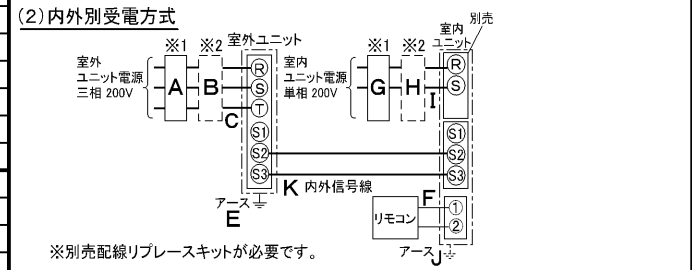 (2)内外別受電方式
※1 ※2 室外ユニット
室外
ユニット電源
三相 200V
A B
C
R
S
T
S1
S2
S3
アース
E
K 内外信号線
※1 ※2
室内
ユニット
別売
室内
ユニット電源
単相 200V
G H
I
R
S
S1
S2
S3
F
リモコン
①
②
アース
J
※別売配線リプレースキットが必要です。